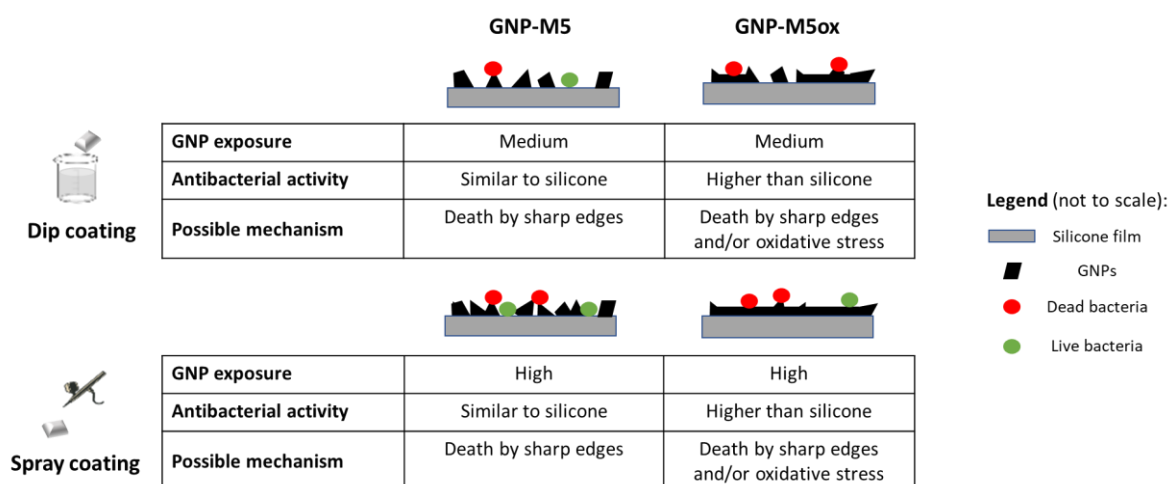 GNP-M5 GNP-M5ox
GNP exposure Medium Medium
Antibacterial activity Similar to silicone Higher than silicone
Possible mechanism Death by sharp edges Death by sharp edges
and/or oxidative stress
Dip coating
Legend (not to scale):
Silicone film
GNPs
Dead bacteria
Live bacteria
GNP exposure High High
Antibacterial activity Similar to silicone Higher than silicone
Possible mechanism Death by sharp edges Death by sharp edges
and/or oxidative stress
Spray coating